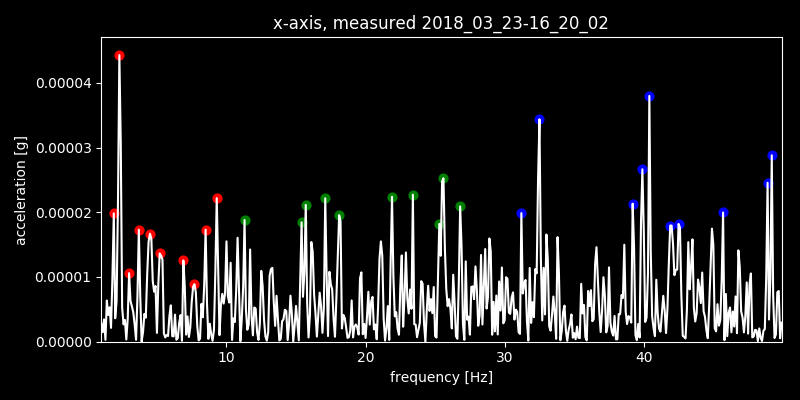 x-axis, measured 2018_03_23-16_20_02
0.00004
0.00003
0.00002
0.00001
0.00000
acceleration [g]
10 20 30 40
frequency [Hz]